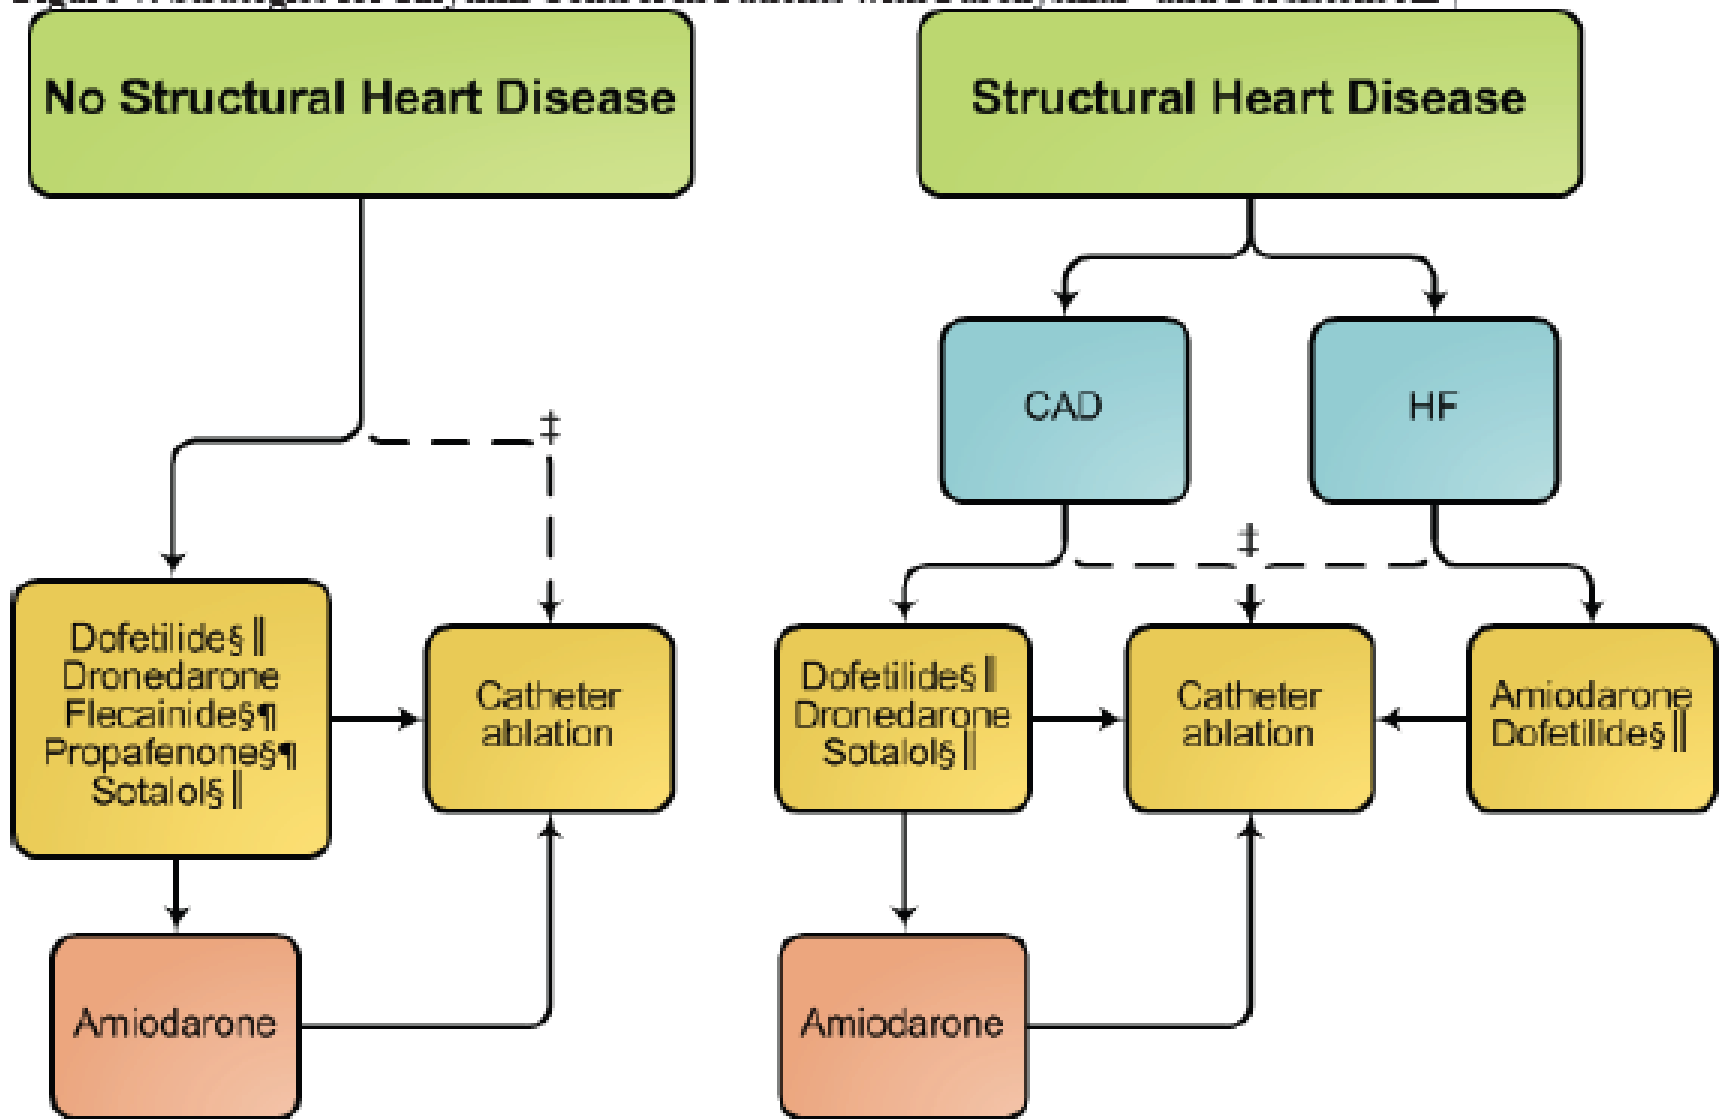 No Structural Heart Disease
Structural Heart Disease
CAD
HF
‡
‡
Dofetilide§‖
Dronedarone
Flecainide§¶
Propafenone§¶
Sotalol§‖
Catheter
ablation
Dofetilide§‖
Dronedarone
Sotalol§‖
Catheter
ablation
Amiodarone
Dofetilide§‖
Amiodarone
Amiodarone